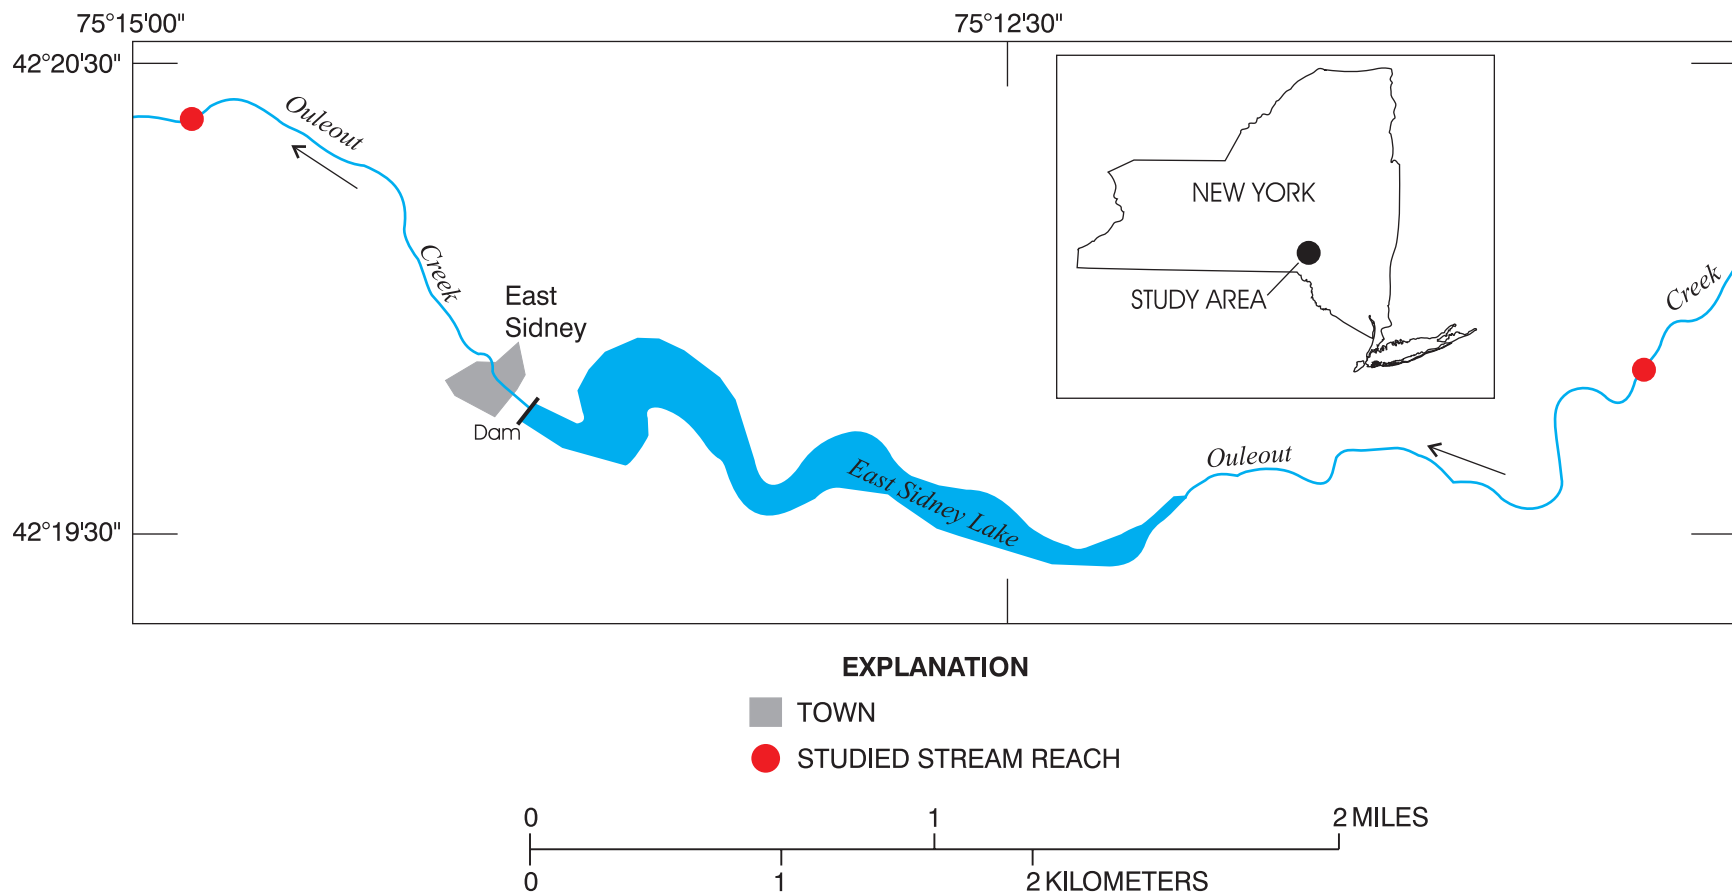 75°15'00"
75°12'30"
42°20'30"
Ouleout
NEW YORK
Creek
STUDY AREA
Creek
East
Sidney
Dam
Ouleout
East Sidney Lake
42°19'30"
EXPLANATION
TOWN
STUDIED STREAM REACH
0 1 2 MILES
0 1 2 KILOMETERS